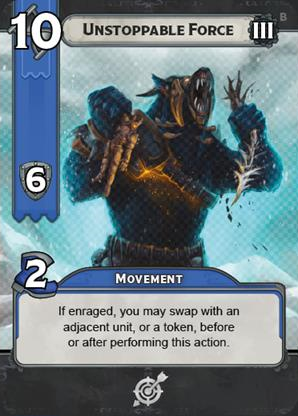 10
UNSTOPPABLE FORCE
III
B
6
2
MOVEMENT
If enraged, you may swap with an
adjacent unit, or a token, before
or after performing this action.